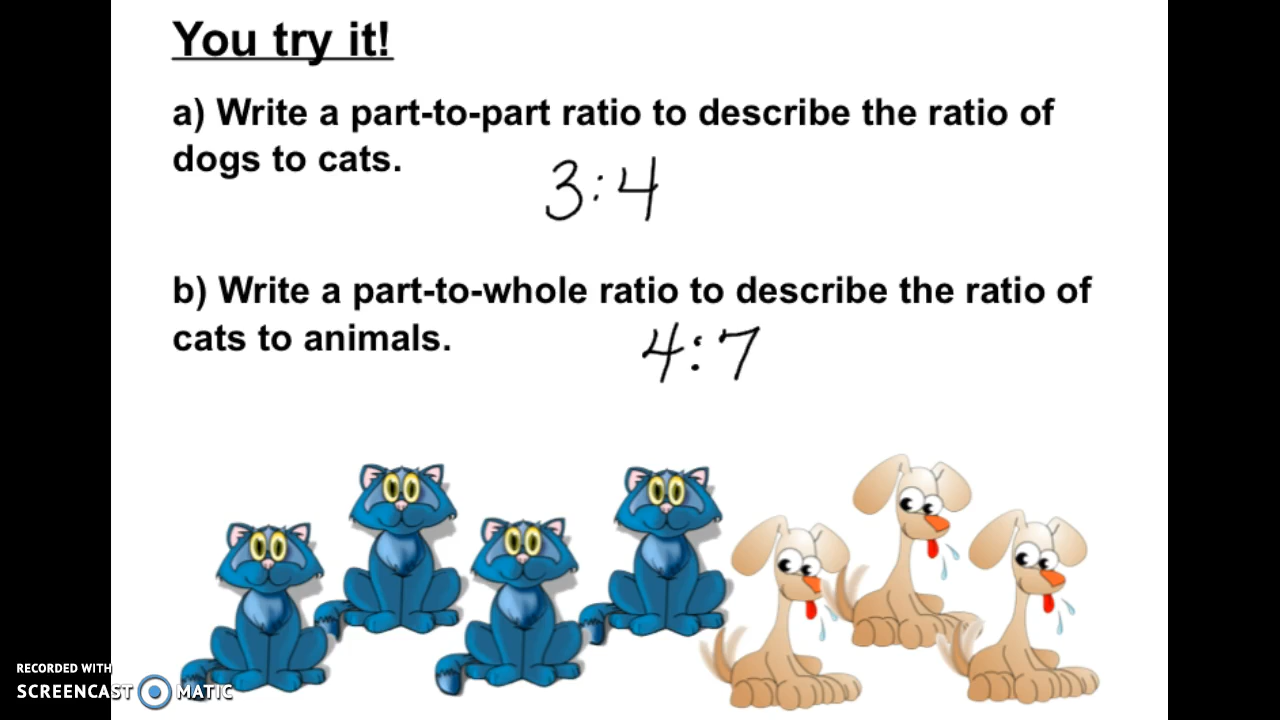 You try it!
a) Write a part-to-part ratio to describe the ratio of
dogs to cats.
3:4
b) Write a part-to-whole ratio to describe the ratio of
cats to animals.
4:7
RECORDED WITH
SCREENCAST MATIC